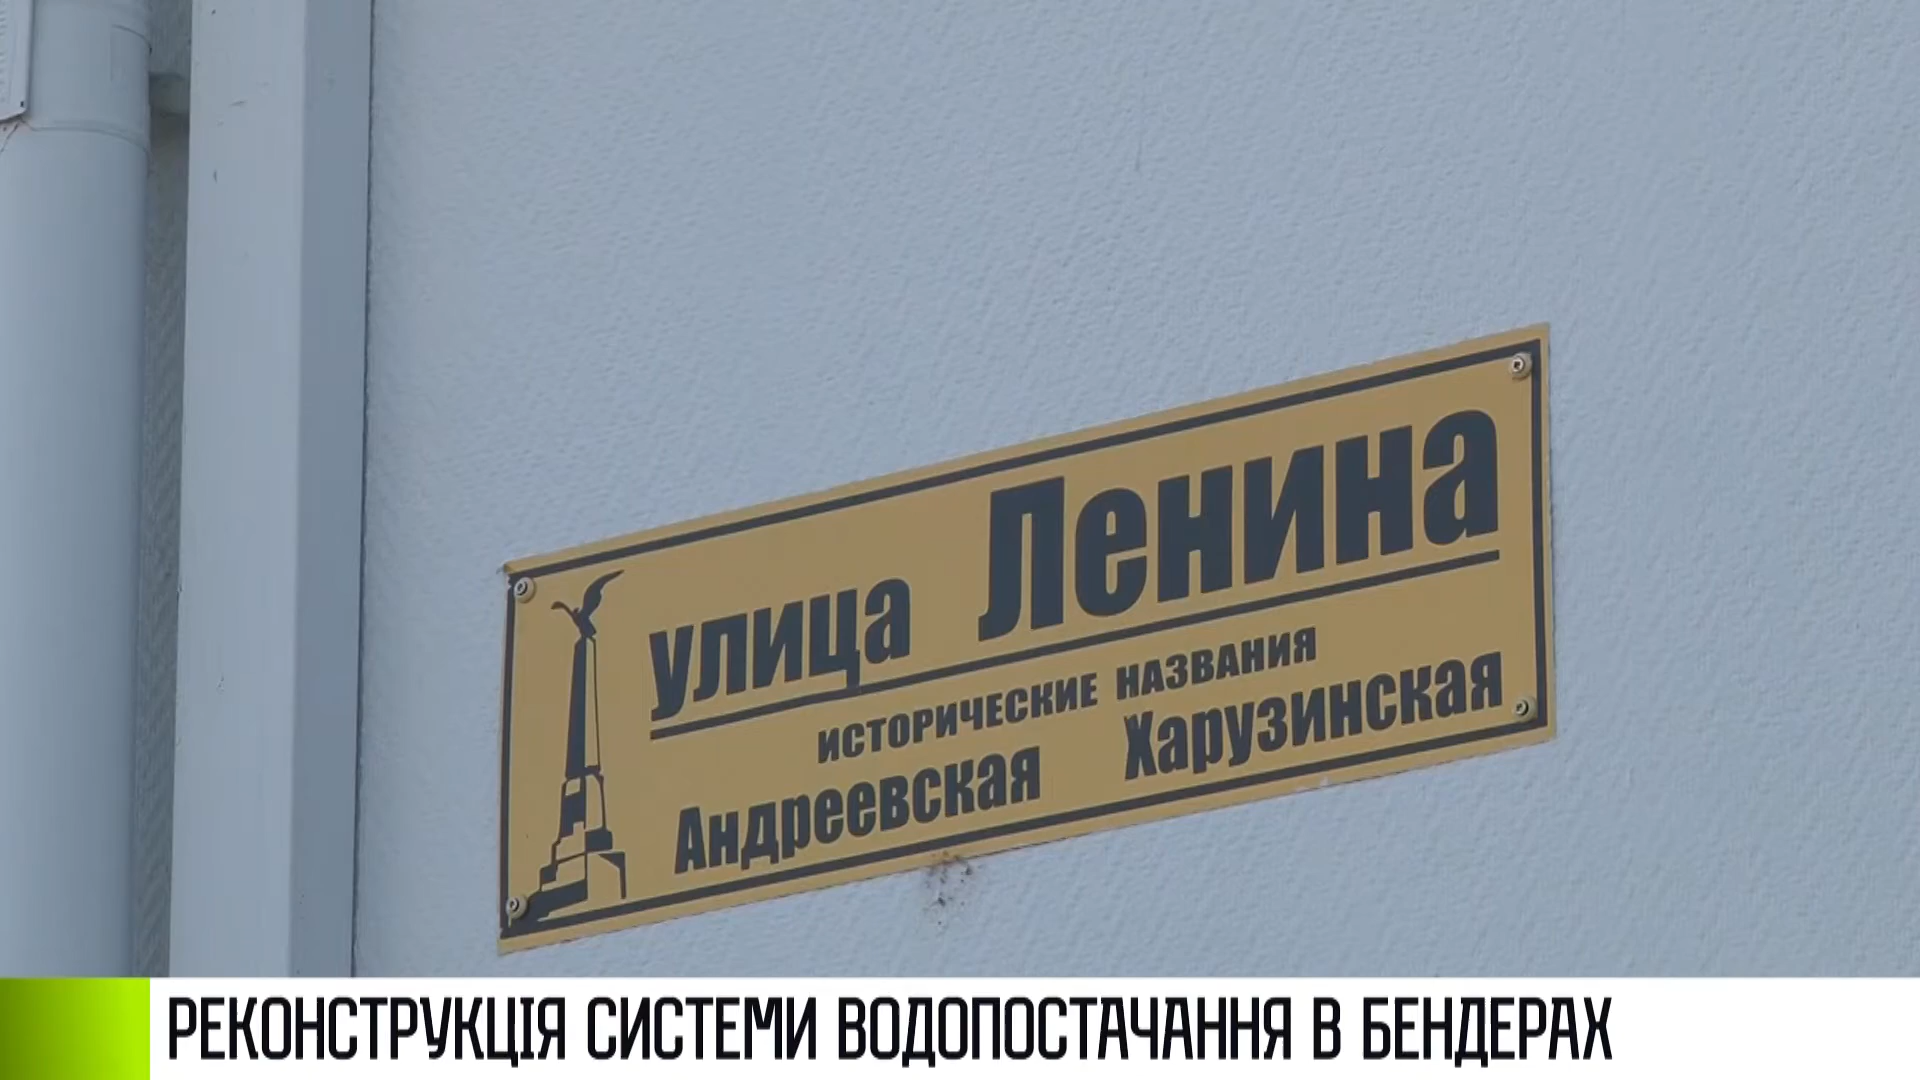 улица Ленина
исторические названия
Андреевская Харузинская
РЕКОНСТРУКЦІЯ СИСТЕМИ ВОДОПОСТАЧАННЯ В БЕНДЕРАХ